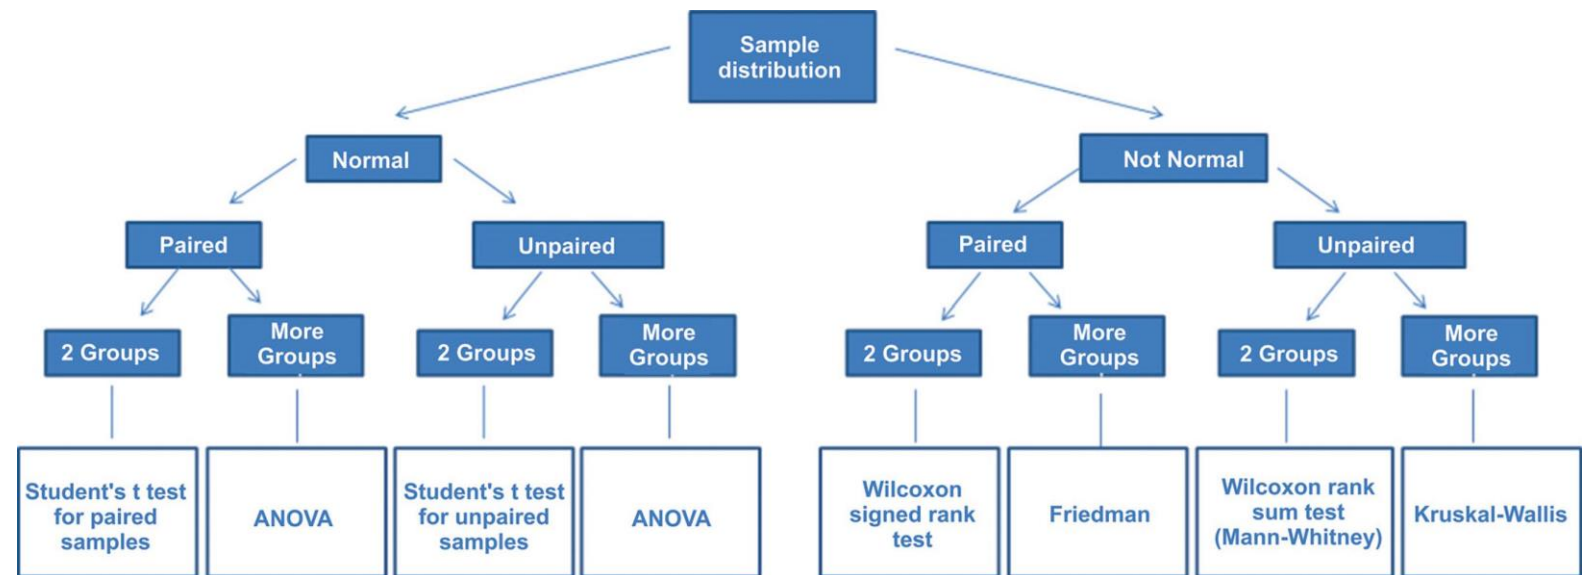 Sample
distribution
Normal
Not Normal
Paired
Unpaired
Paired
Unpaired
2 Groups
More
Groups
2 Groups
More
Groups
2 Groups
More
Groups
2 Groups
More
Groups
Student's t test
for paired
samples
ANOVA
Student's t test
for unpaired
samples
ANOVA
Wilcoxon
signed rank
test
Friedman
Wilcoxon rank
sum test
(Mann-Whitney)
Kruskal-Wallis